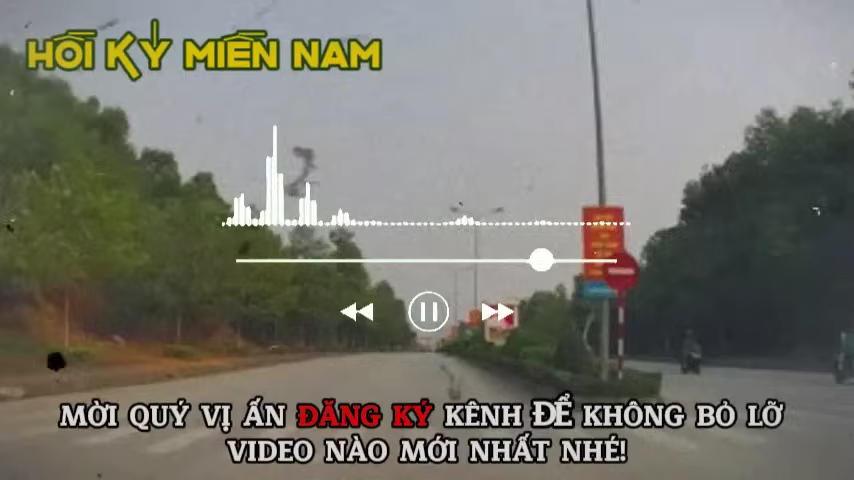 HỒI KÝ MIỀN NAM
MỜI QUÝ VỊ ẤN ĐĂNG KÝ KÊNH ĐỂ KHÔNG BỎ LỠ
VIDEO NÀO MỚI NHẤT NHÉ!